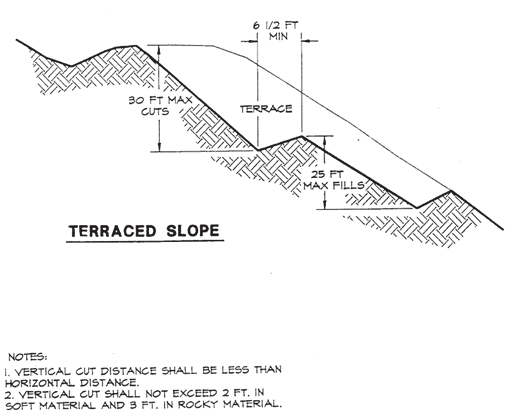 6 1/2 FT
MIN
30 FT MAX
CUTS
TERRACE
25 FT
MAX FILLS
TERRACED SLOPE
NOTES:
1. VERTICAL CUT DISTANCE SHALL BE LESS THAN
HORIZONTAL DISTANCE.
2. VERTICAL CUT SHALL NOT EXCEED 2 FT. IN
SOFT MATERIAL AND 3 FT. IN ROCKY MATERIAL.